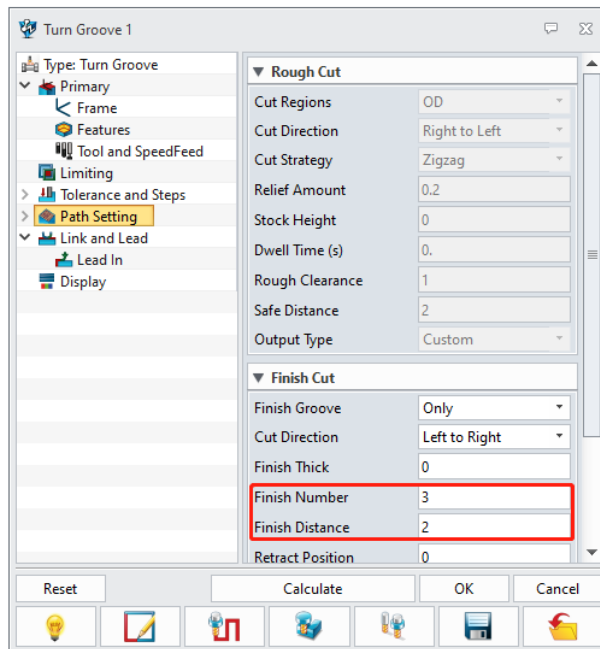 Turn Groove 1
Type: Turn Groove
Primary
Frame
Features
Tool and SpeedFeed
Limiting
Tolerance and Steps
Path Setting
Link and Lead
Lead In
Display
Rough Cut
Cut Regions OD
Cut Direction Right to Left
Cut Strategy Zigzag
Relief Amount 0.2
Stock Height 0
Dwell Time (s) 0.
Rough Clearance 1
Safe Distance 2
Output Type Custom
Finish Cut
Finish Groove Only
Cut Direction Left to Right
Finish Thick 0
Finish Number 3
Finish Distance 2
Retract Position 0
Reset Calculate OK Cancel